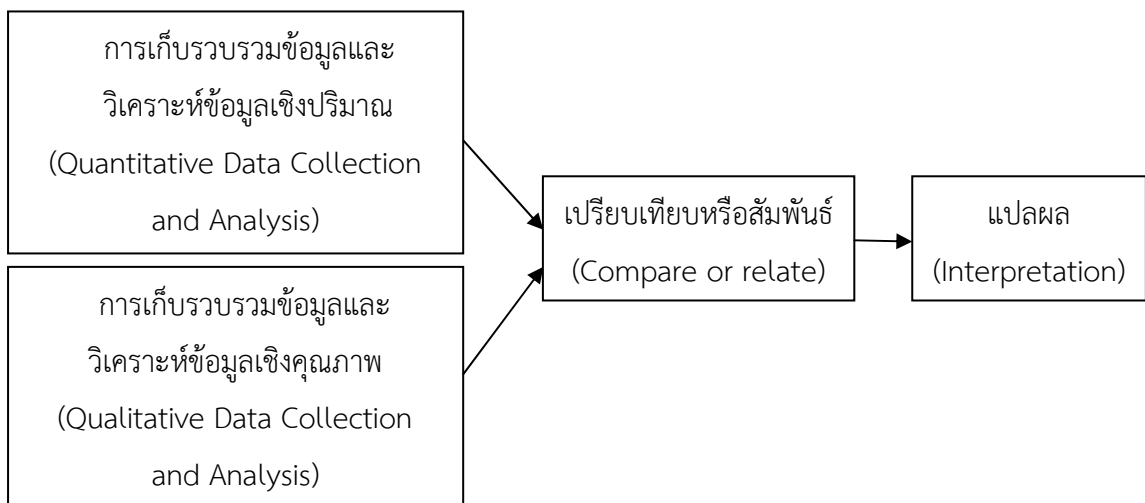 การเก็บรวบรวมข้อมูลและ
วิเคราะห์ข้อมูลเชิงปริมาณ
(Quantitative Data Collection
and Analysis)
การเก็บรวบรวมข้อมูลและ
วิเคราะห์ข้อมูลเชิงคุณภาพ
(Qualitative Data Collection
and Analysis)
เปรียบเทียบหรือสัมพันธ์
(Compare or relate)
แปลผล
(Interpretation)